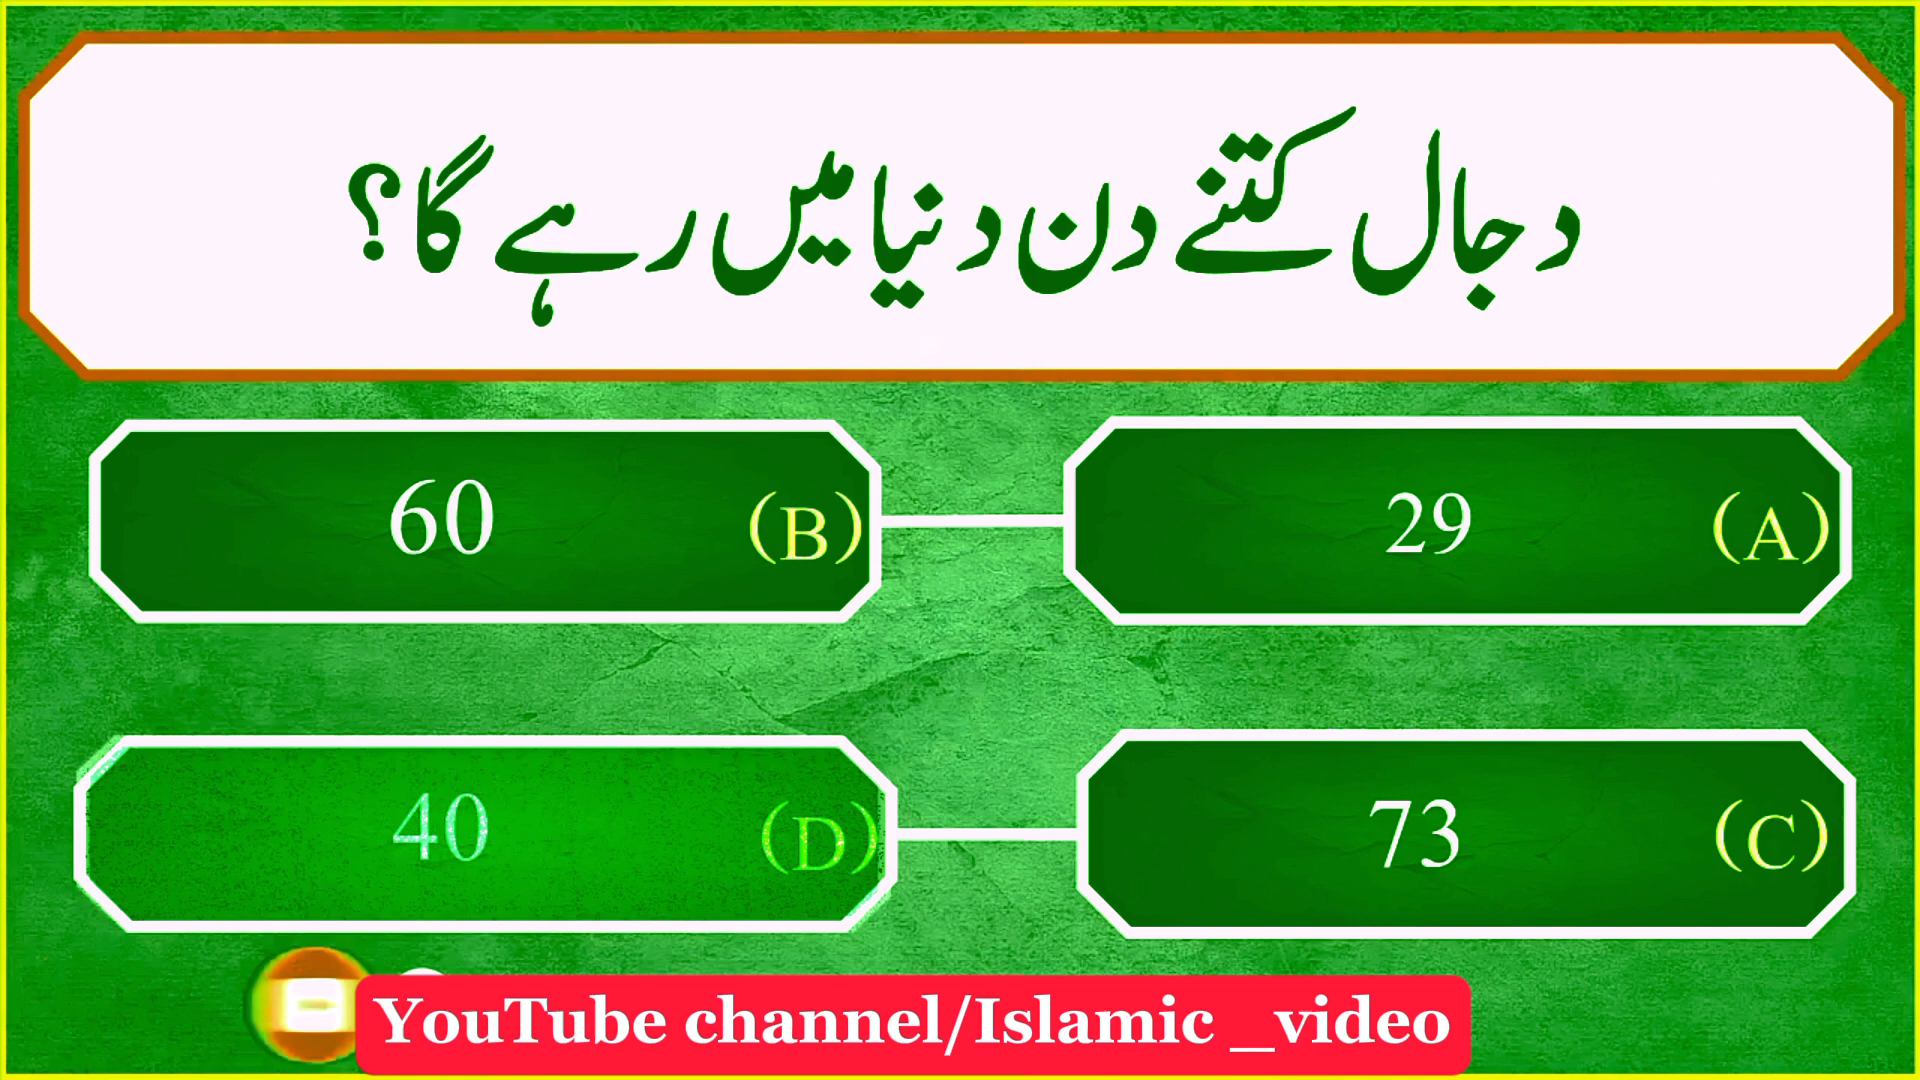 دجال کتنے دن دنیا میں رہے گا؟
(A) 29
(B) 60
(C) 73
(D) 40
YouTube channel/Islamic _video